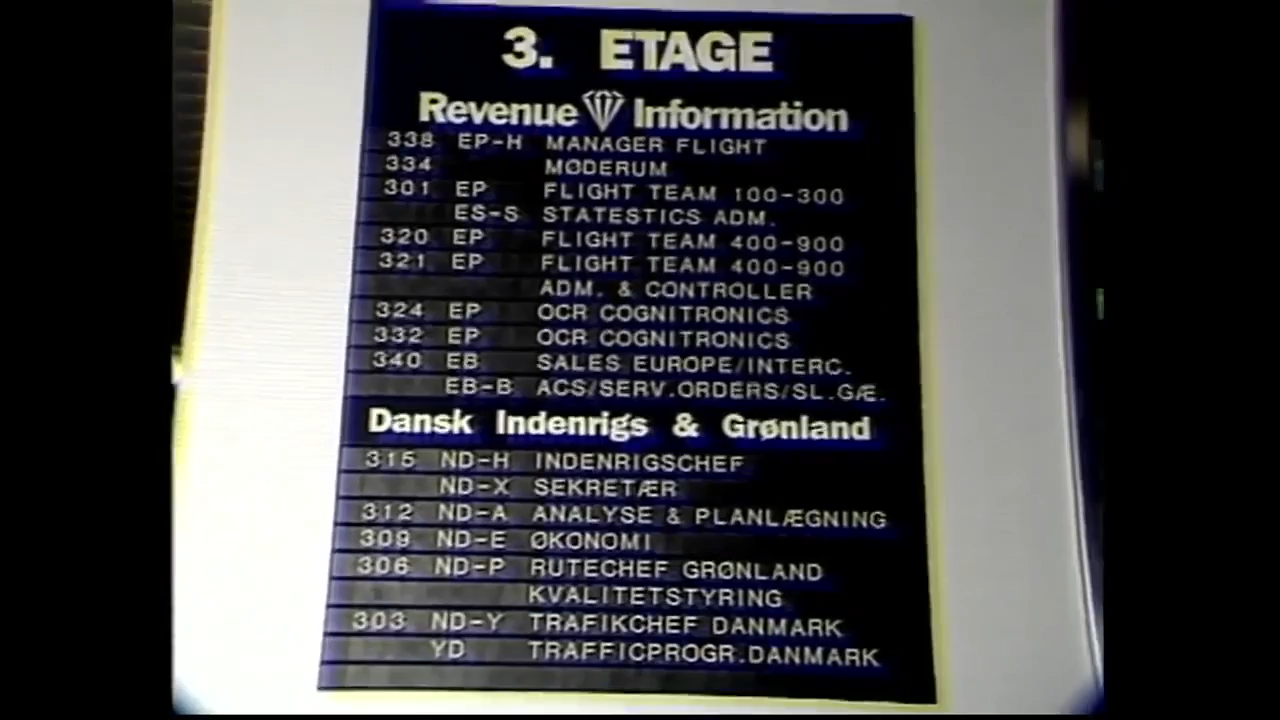 3. ETAGE
Revenue Information
338 EP-H MANAGER FLIGHT
334 MØDERUM
301 EP FLIGHT TEAM 100-300
ES-S STATESTICS ADM.
320 EP FLIGHT TEAM 400-900
321 EP FLIGHT TEAM 400-900
ADM. & CONTROLLER
324 EP OCR COGNITRONICS
332 EP OCR COGNITRONICS
340 EB SALES EUROPE/INTERC.
EB-B ACS/SERV.ORDERS/SL.GÆ.
Dansk Indenrigs & Grønland
315 ND-H INDENRIGSCHEF
ND-X SEKRETÆR
312 ND-A ANALYSE & PLANLÆGNING
309 ND-E ØKONOMI
306 ND-P RUTECHEF GRØNLAND
KVALITETSTYRING
303 ND-Y TRAFIKCHEF DANMARK
YD TRAFFICPROGR.DANMARK